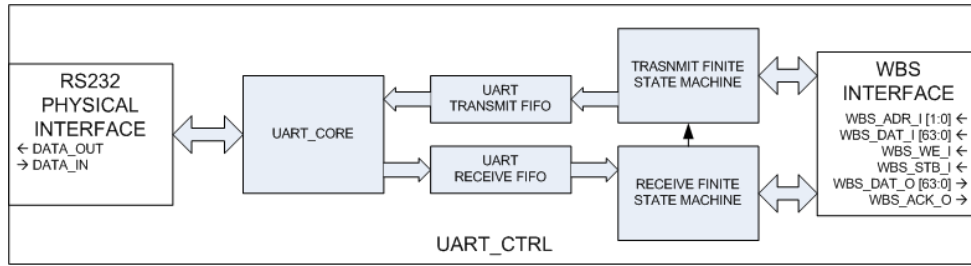 RS232
PHYSICAL
INTERFACE
← DATA_OUT
→ DATA_IN
UART_CORE
UART
TRANSMIT FIFO
UART
RECEIVE FIFO
TRASNMIT FINITE
STATE MACHINE
RECEIVE FINITE
STATE MACHINE
WBS
INTERFACE
WBS_ADR_I [1:0] ←
WBS_DAT_I [63:0] ←
WBS_WE_I ←
WBS_STB_I ←
WBS_DAT_O [63:0] →
WBS_ACK_O →
UART_CTRL